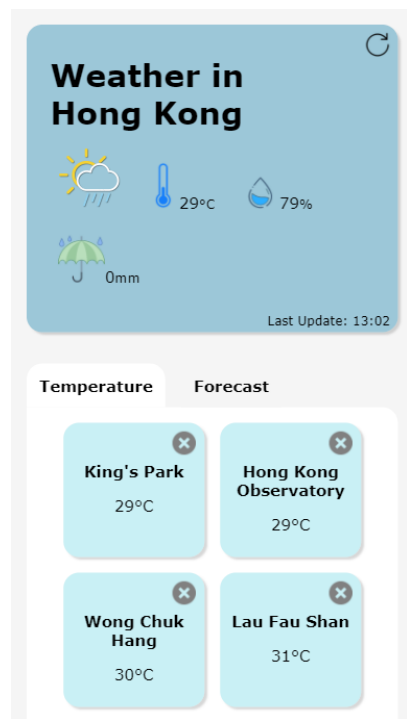 Weather in
Hong Kong
29°C
79%
0mm
Last Update: 13:02
Temperature
Forecast
King's Park
29°C
Hong Kong
Observatory
29°C
Wong Chuk
Hang
30°C
Lau Fau Shan
31°C